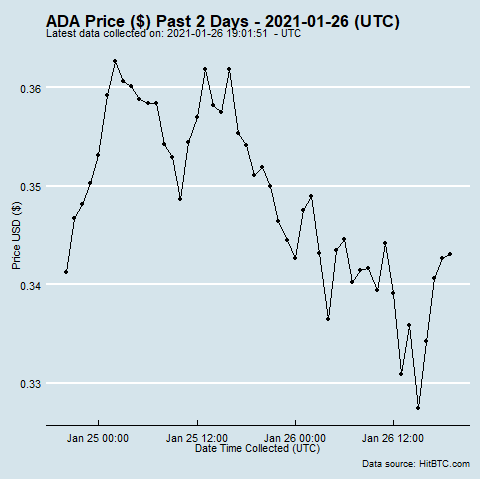 ADA Price ($) Past 2 Days - 2021-01-26 (UTC)
Latest data collected on: 2021-01-26 19:01:51 - UTC
0.36
0.35
0.34
0.33
Price USD ($)
Jan 25 00:00 Jan 25 12:00 Jan 26 00:00 Jan 26 12:00
Date Time Collected (UTC)
Data source: HitBTC.com